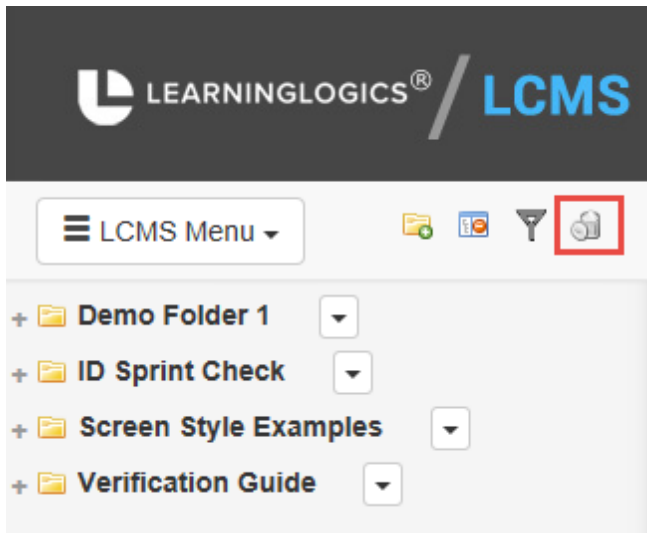 LEARNINGLOGICS® / LCMS
LCMS Menu
Demo Folder 1
ID Sprint Check
Screen Style Examples
Verification Guide